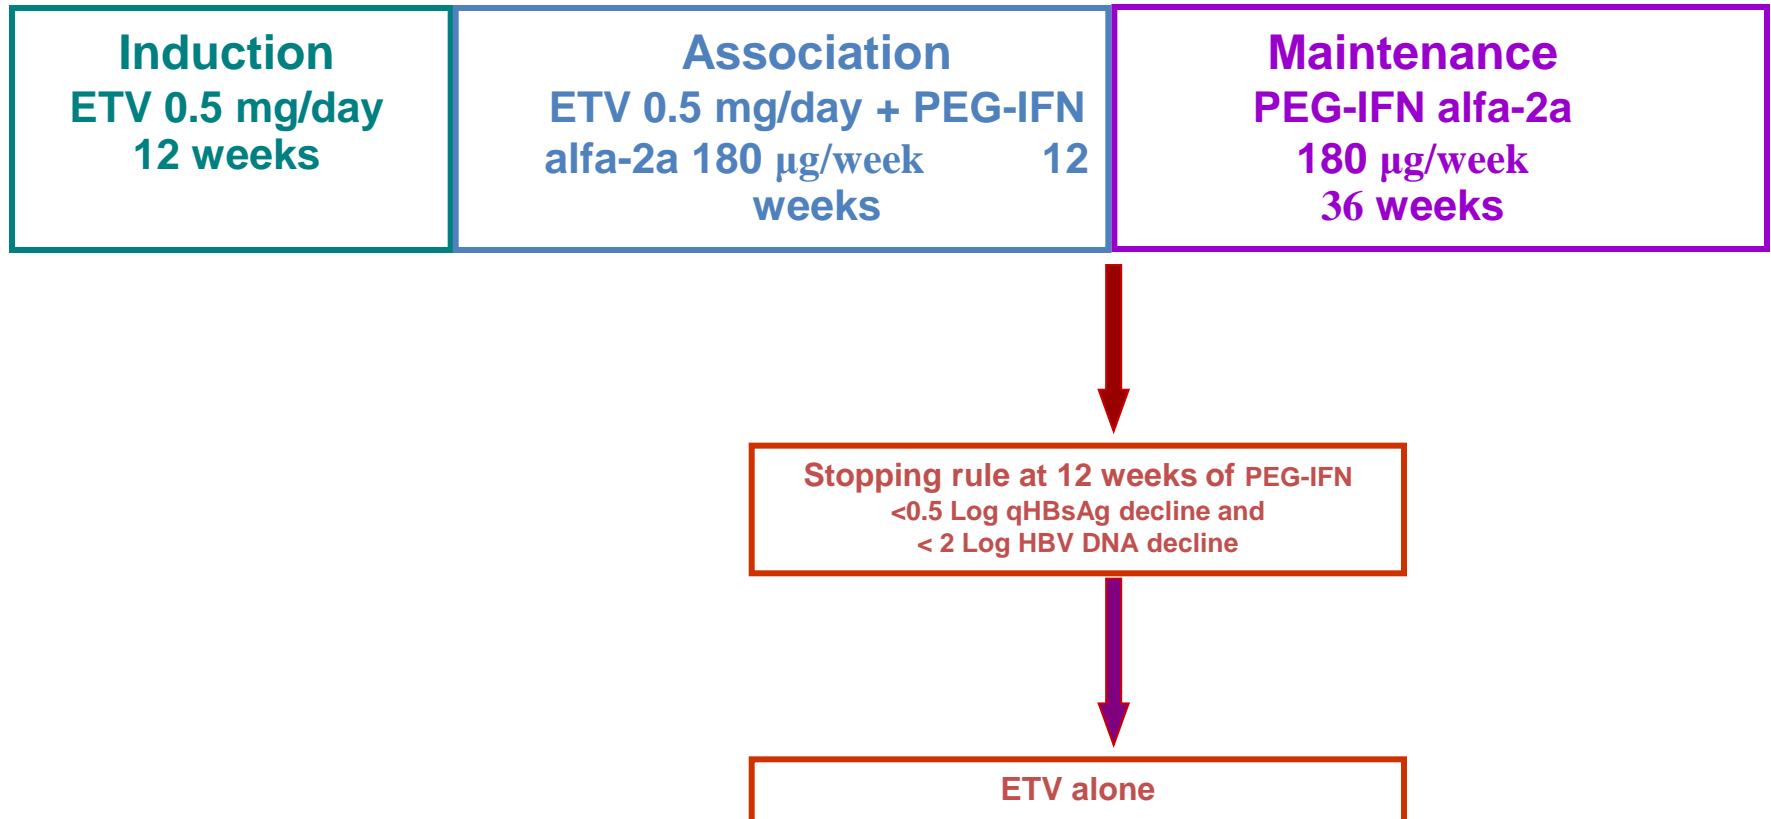 Induction
ETV 0.5 mg/day
12 weeks
Association
ETV 0.5 mg/day + PEG-IFN
alfa-2a 180 μg/week 12
weeks
Maintenance
PEG-IFN alfa-2a
180 μg/week
36 weeks
Stopping rule at 12 weeks of PEG-IFN
<0.5 Log qHBsAg decline and
< 2 Log HBV DNA decline
ETV alone